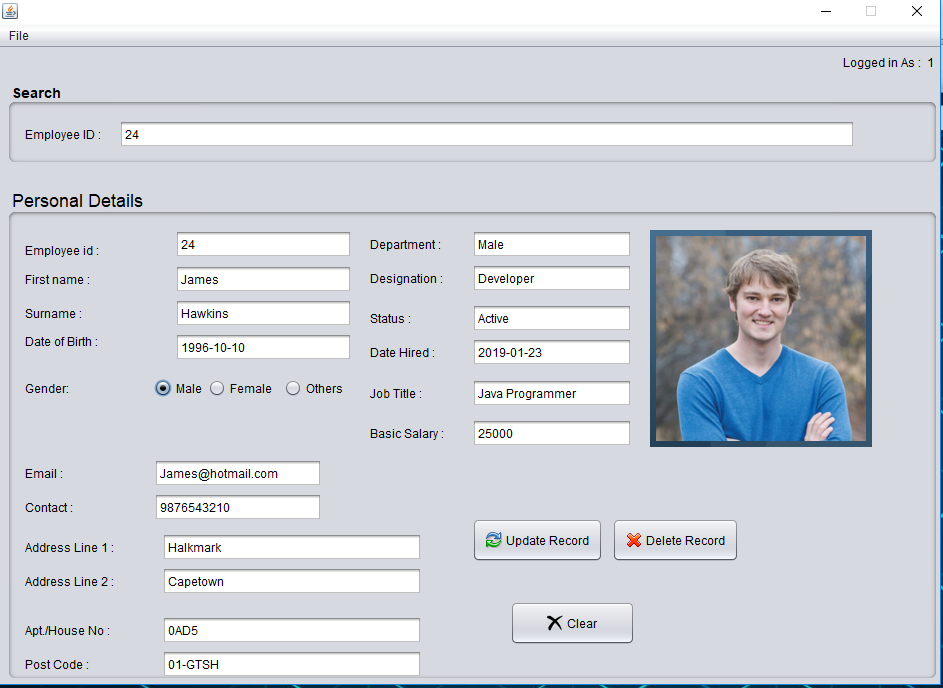 File
Logged in As : 1
Search
Employee ID : 24
Personal Details
Employee id : 24
First name : James
Surname : Hawkins
Date of Birth : 1996-10-10
Gender: Male Female Others
Department : Male
Designation : Developer
Status : Active
Date Hired : 2019-01-23
Job Title : Java Programmer
Basic Salary : 25000
Email : James@hotmail.com
Contact : 9876543210
Address Line 1 : Halkmark
Address Line 2 : Capetown
Apt./House No : 0AD5
Post Code : 01-GTSH
Update Record Delete Record
Clear